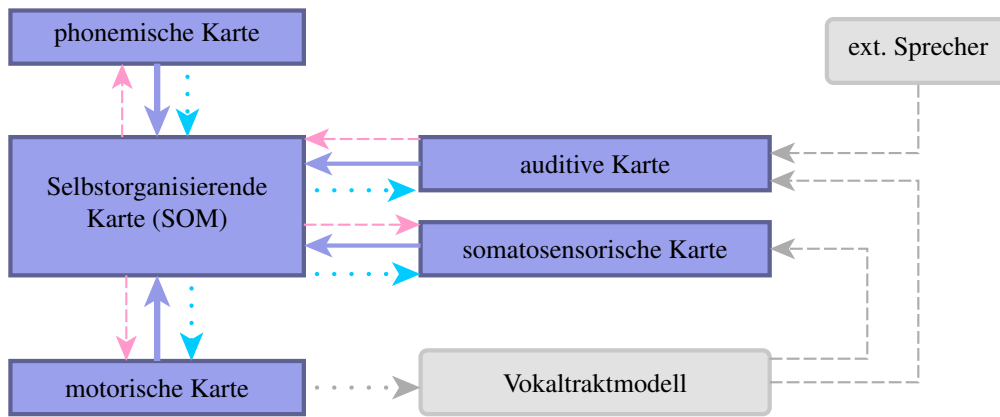 phonemische Karte
ext. Sprecher
Selbstorganisierende
Karte (SOM)
auditive Karte
somatosensorische Karte
motorische Karte
Vokaltraktmodell